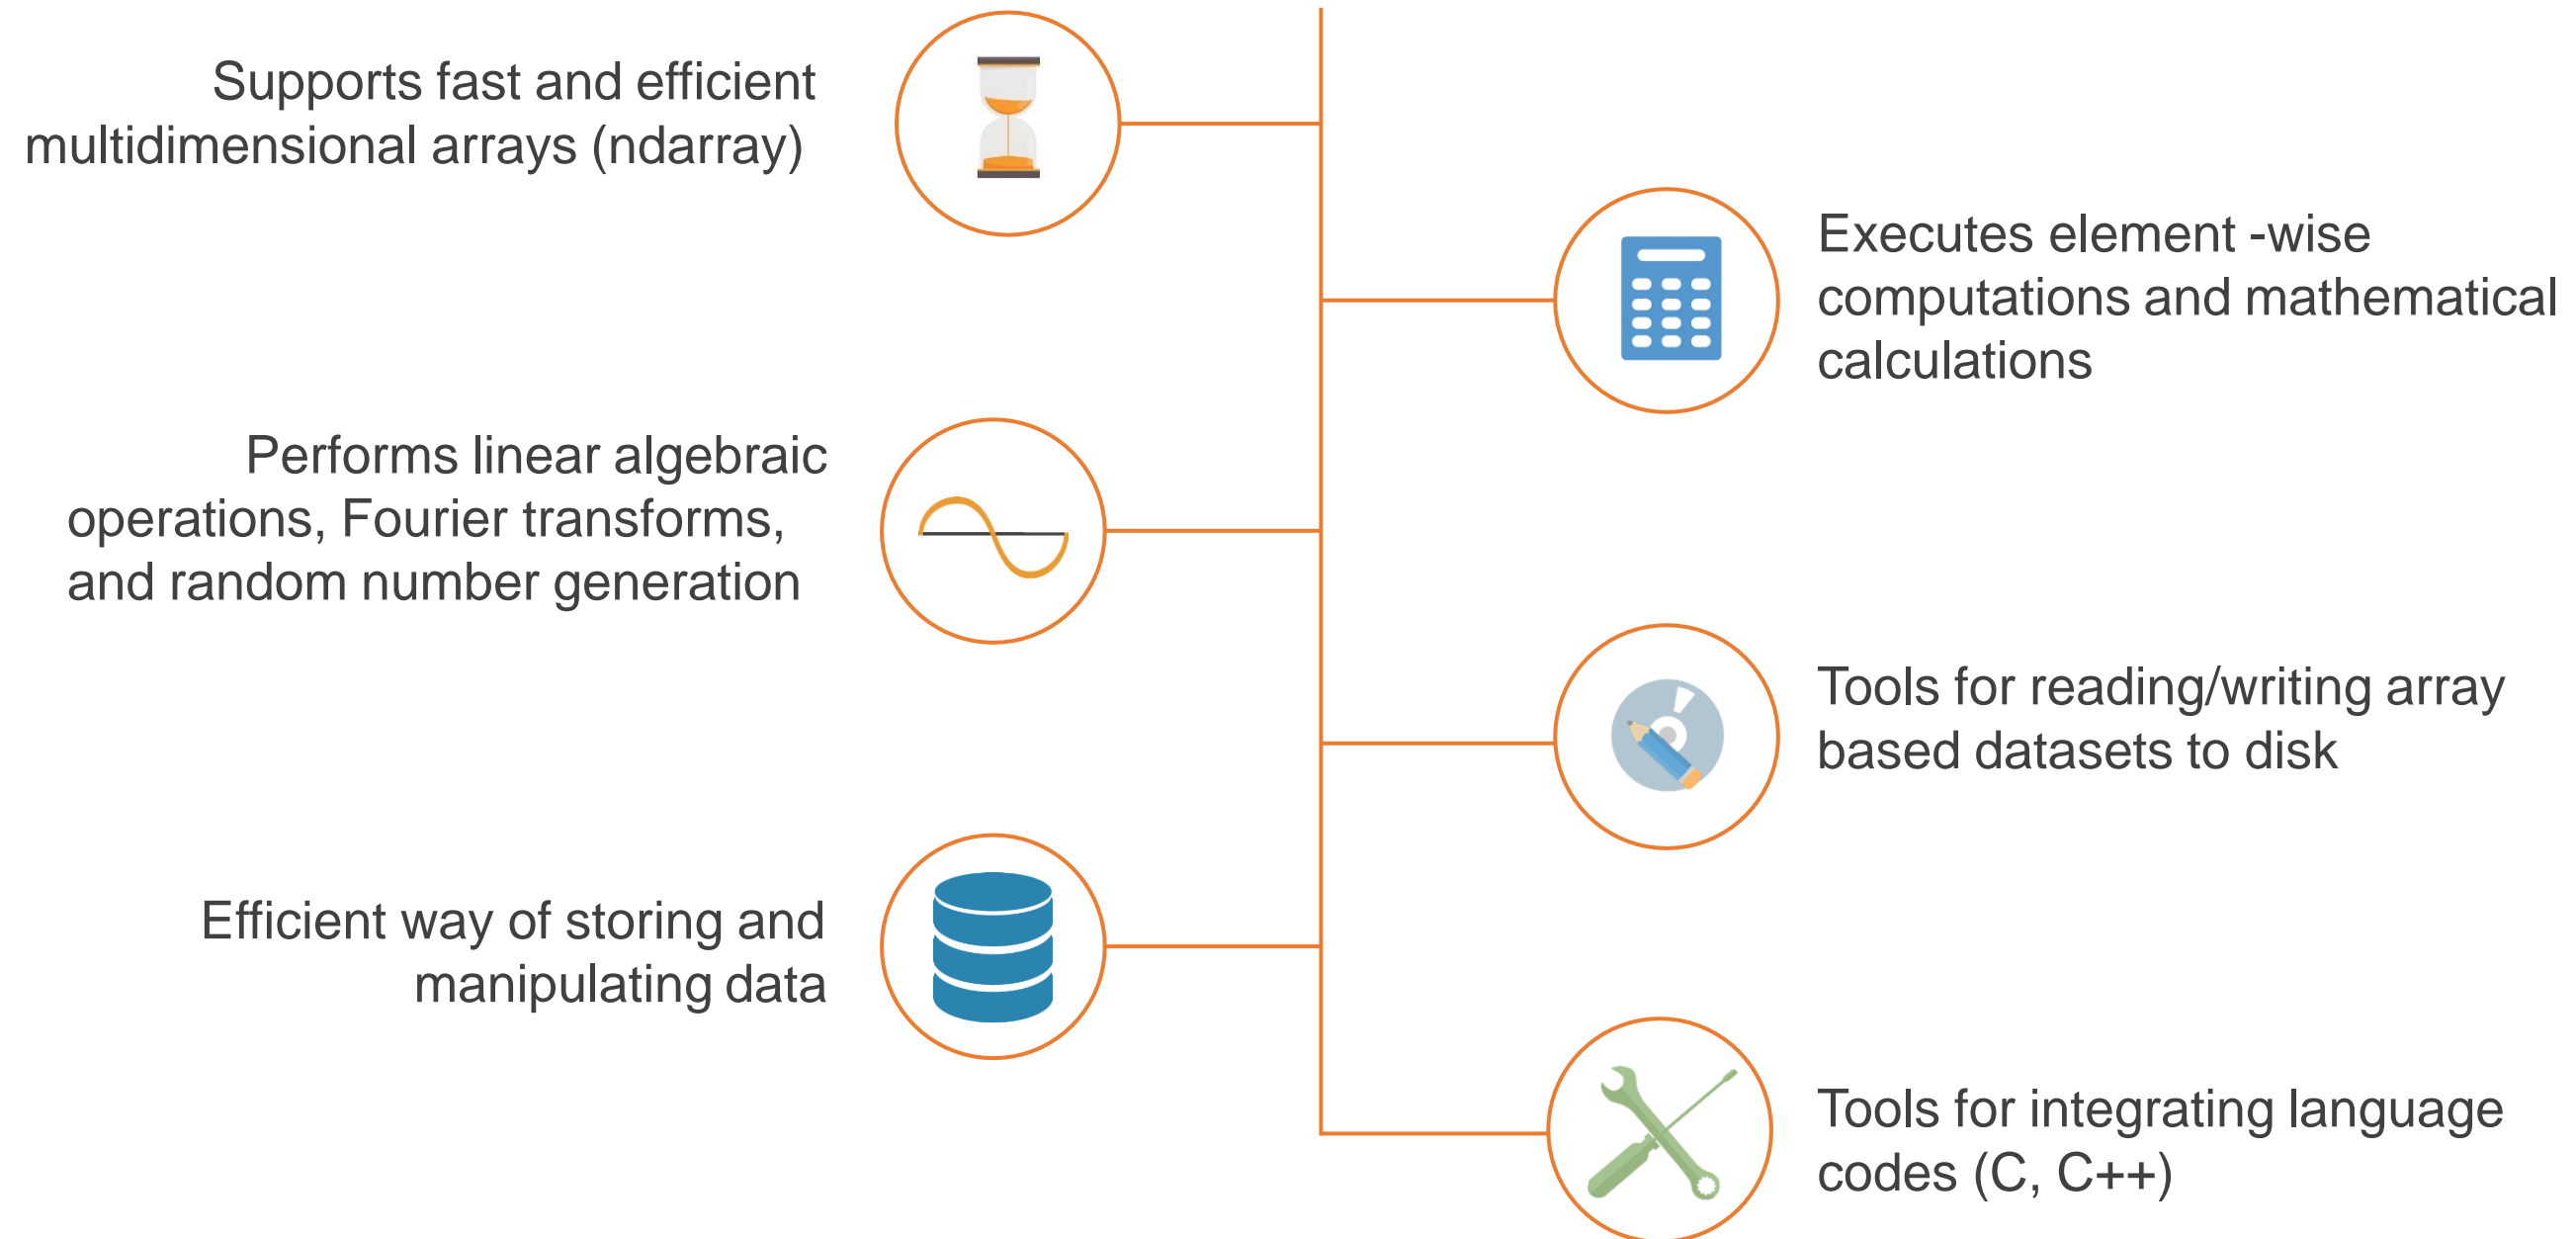 Supports fast and efficient
multidimensional arrays (ndarray)
Executes element -wise
computations and mathematical
calculations
Performs linear algebraic
operations, Fourier transforms,
and random number generation
Tools for reading/writing array
based datasets to disk
Efficient way of storing and
manipulating data
Tools for integrating language
codes (C, C++)